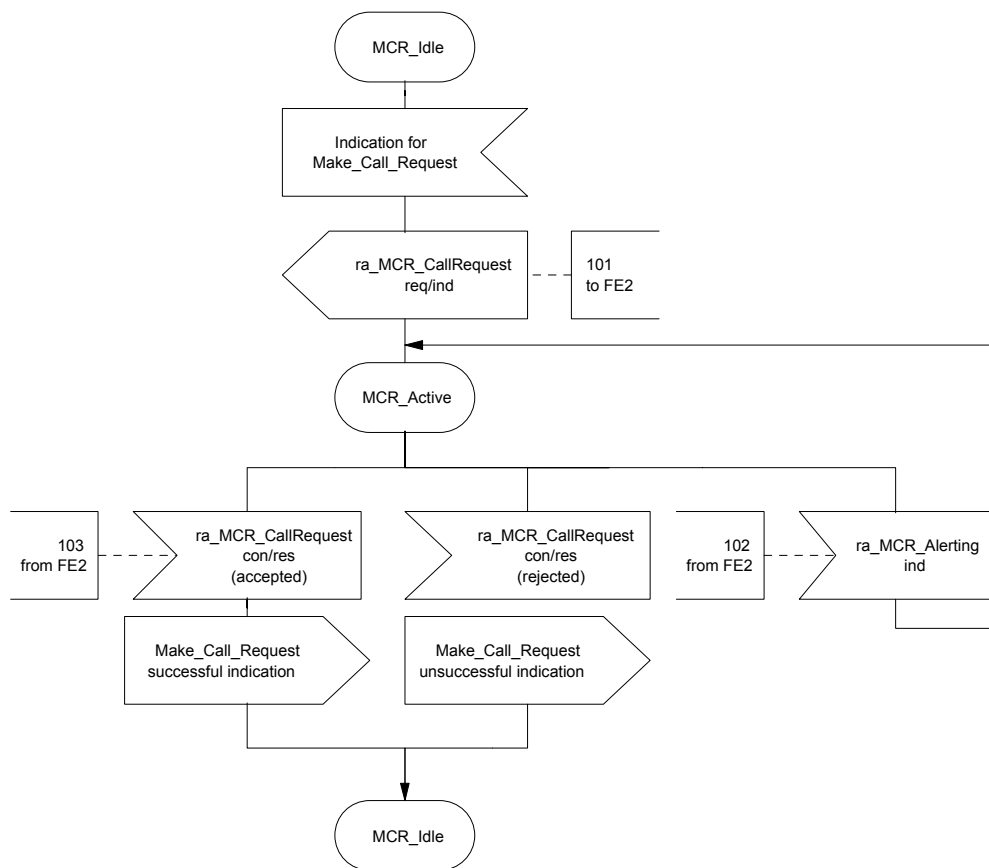 MCR_Idle
Indication for
Make_Call_Request
ra_MCR_CallRequest
req/ind
101
to FE2
MCR_Active
103
from FE2
ra_MCR_CallRequest
con/res
(accepted)
ra_MCR_CallRequest
con/res
(rejected)
102
from FE2
ra_MCR_Alerting
ind
Make_Call_Request
successful indication
Make_Call_Request
unsuccessful indication
MCR_Idle